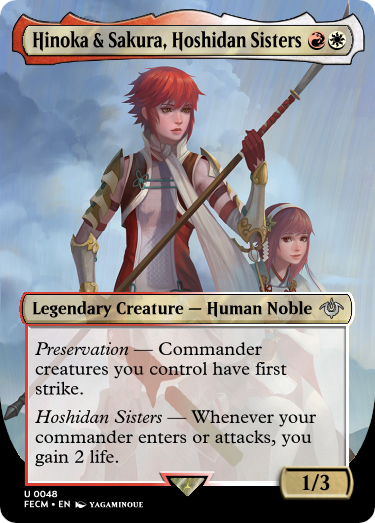 Hinoka & Sakura, Hoshidan Sisters
Legendary Creature — Human Noble
Preservation — Commander
creatures you control have first
strike.
Hoshidan Sisters — Whenever your
commander enters or attacks, you
gain 2 life.
1/3
U 0048
FECM • EN YAGAMINOUE